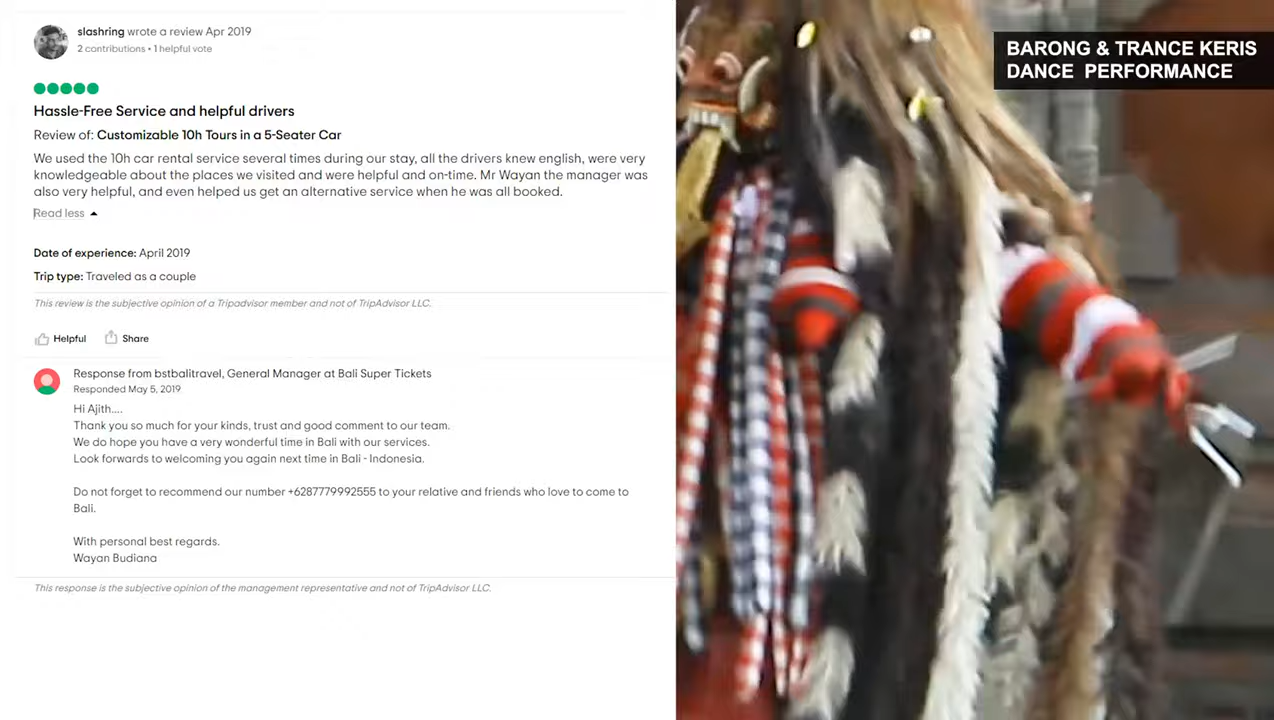 slashring wrote a review Apr 2019
2 contributions • 1 helpful vote
Hassle-Free Service and helpful drivers
Review of: Customizable 10h Tours in a 5-Seater Car
We used the 10h car rental service several times during our stay, all the drivers knew english, were very
knowledgeable about the places we visited and were helpful and on-time. Mr Wayan the manager was
also very helpful, and even helped us get an alternative service when he was all booked.
Read less
Date of experience: April 2019
Trip type: Traveled as a couple
This review is the subjective opinion of a Tripadvisor member and not of TripAdvisor LLC.
Helpful Share
Response from bstbalitravel, General Manager at Bali Super Tickets
Responded May 5, 2019
Hi Ajith....
Thank you so much for your kinds, trust and good comment to our team.
We do hope you have a very wonderful time in Bali with our services.
Look forwards to welcoming you again next time in Bali - Indonesia.
Do not forget to recommend our number +6287779992555 to your relative and friends who love to come to
Bali.
With personal best regards.
Wayan Budiana
This response is the subjective opinion of the management representative and not of TripAdvisor LLC.
BARONG & TRANCE KERIS
DANCE PERFORMANCE